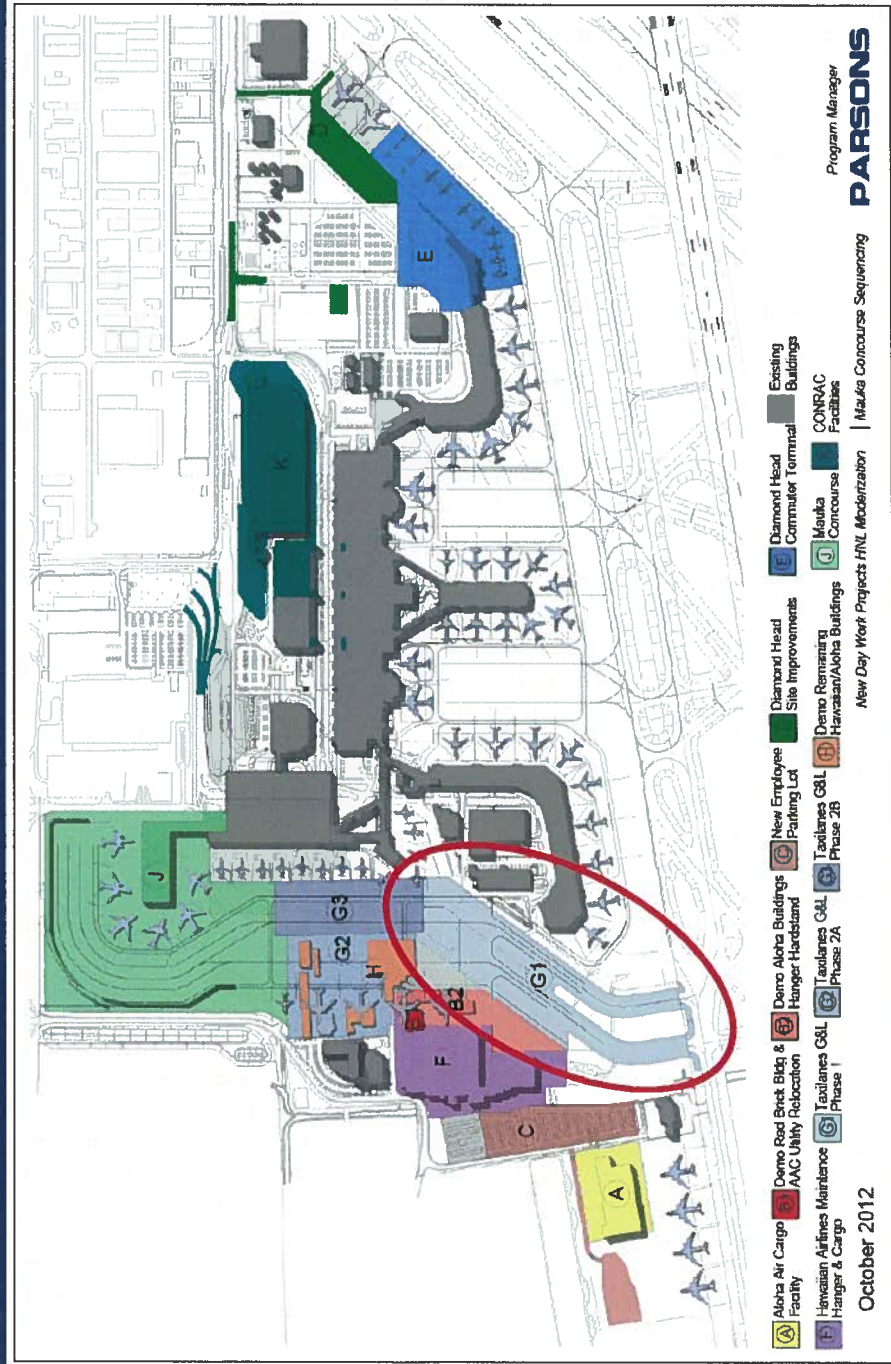 J
K
G3
G2
H
B2
F
G1
C
A
E
A Aloha Air Cargo
Facility
Demo Red Brick Bldg &
AAC Utility Relocation
Demo Aloha Buildings
Hanger Hardstand
C New Employee
Parking Lot
Diamond Head
Site Improvements
E Diamond Head
Commuter Terminal
Existing
Buildings
F Hawaiian Airlines Maintence
Hanger & Cargo
Taxilanes G&L
Phase 1
Taxilanes G&L
Phase 2A
Taxilanes G&L
Phase 2B
H Demo Remaining
Hawaiian/Aloha Buildings
J Mauka
Concourse
CONRAC
Facilities
October 2012
New Day Work Projects HNL Moderization | Mauka Concourse Sequencing
Program Manager
PARSONS